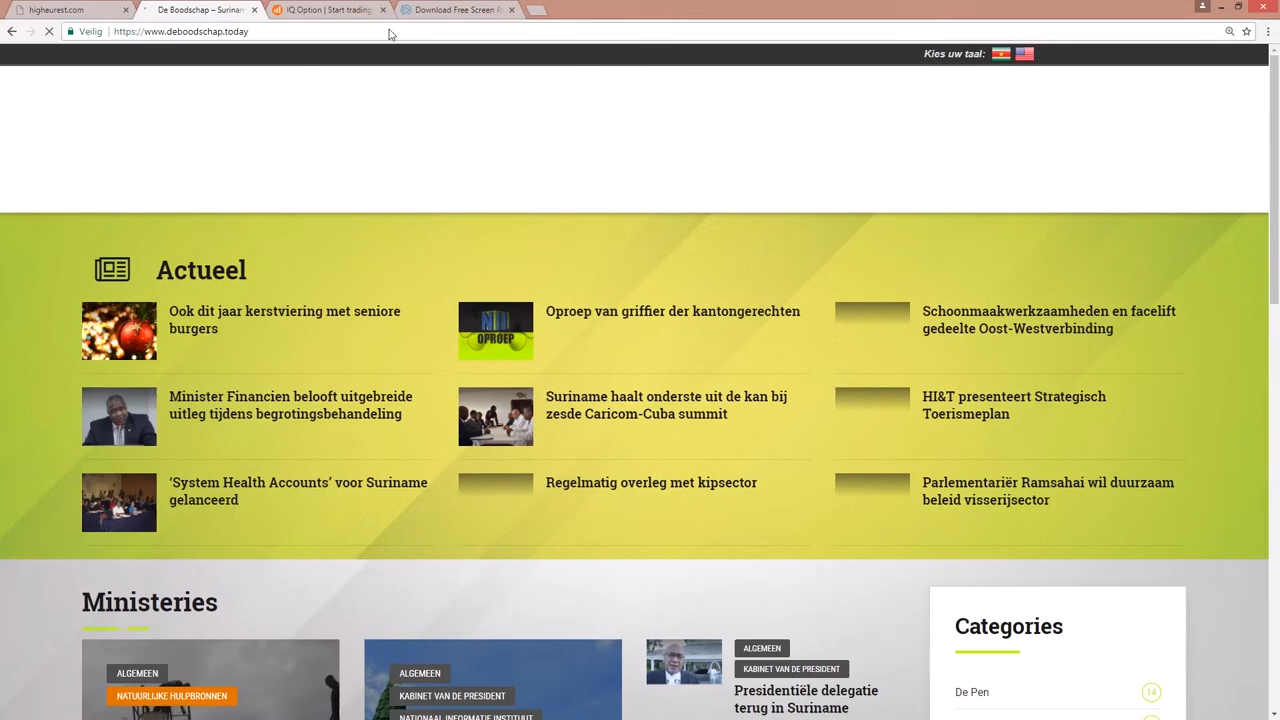 higheurest.com
De Boodschap – Surinam
IQ Option | Start trading
Download Free Screen R
Veilig
https://www.deboodschap.today
Kies uw taal:
Actueel
Ook dit jaar kerstviering met seniore
burgers
Oproep van griffier der kantongerechten
Schoonmaakwerkzaamheden en facelift
gedeelte Oost-Westverbinding
OPROEP
Minister Financien belooft uitgebreide
uitleg tijdens begrotingsbehandeling
Suriname haalt onderste uit de kan bij
zesde Caricom-Cuba summit
HI&T presenteert Strategisch
Toerismeplan
‘System Health Accounts’ voor Suriname
gelanceerd
Regelmatig overleg met kipsector
Parlementariër Ramsahai wil duurzaam
beleid visserijsector
Ministeries
ALGEMEEN
NATUURLIJKE HULPBRONNEN
ALGEMEEN
KABINET VAN DE PRESIDENT
NATIONAAL INFORMATIE INSTITUUT
ALGEMEEN
KABINET VAN DE PRESIDENT
Presidentiële delegatie
terug in Suriname
Categories
De Pen
14